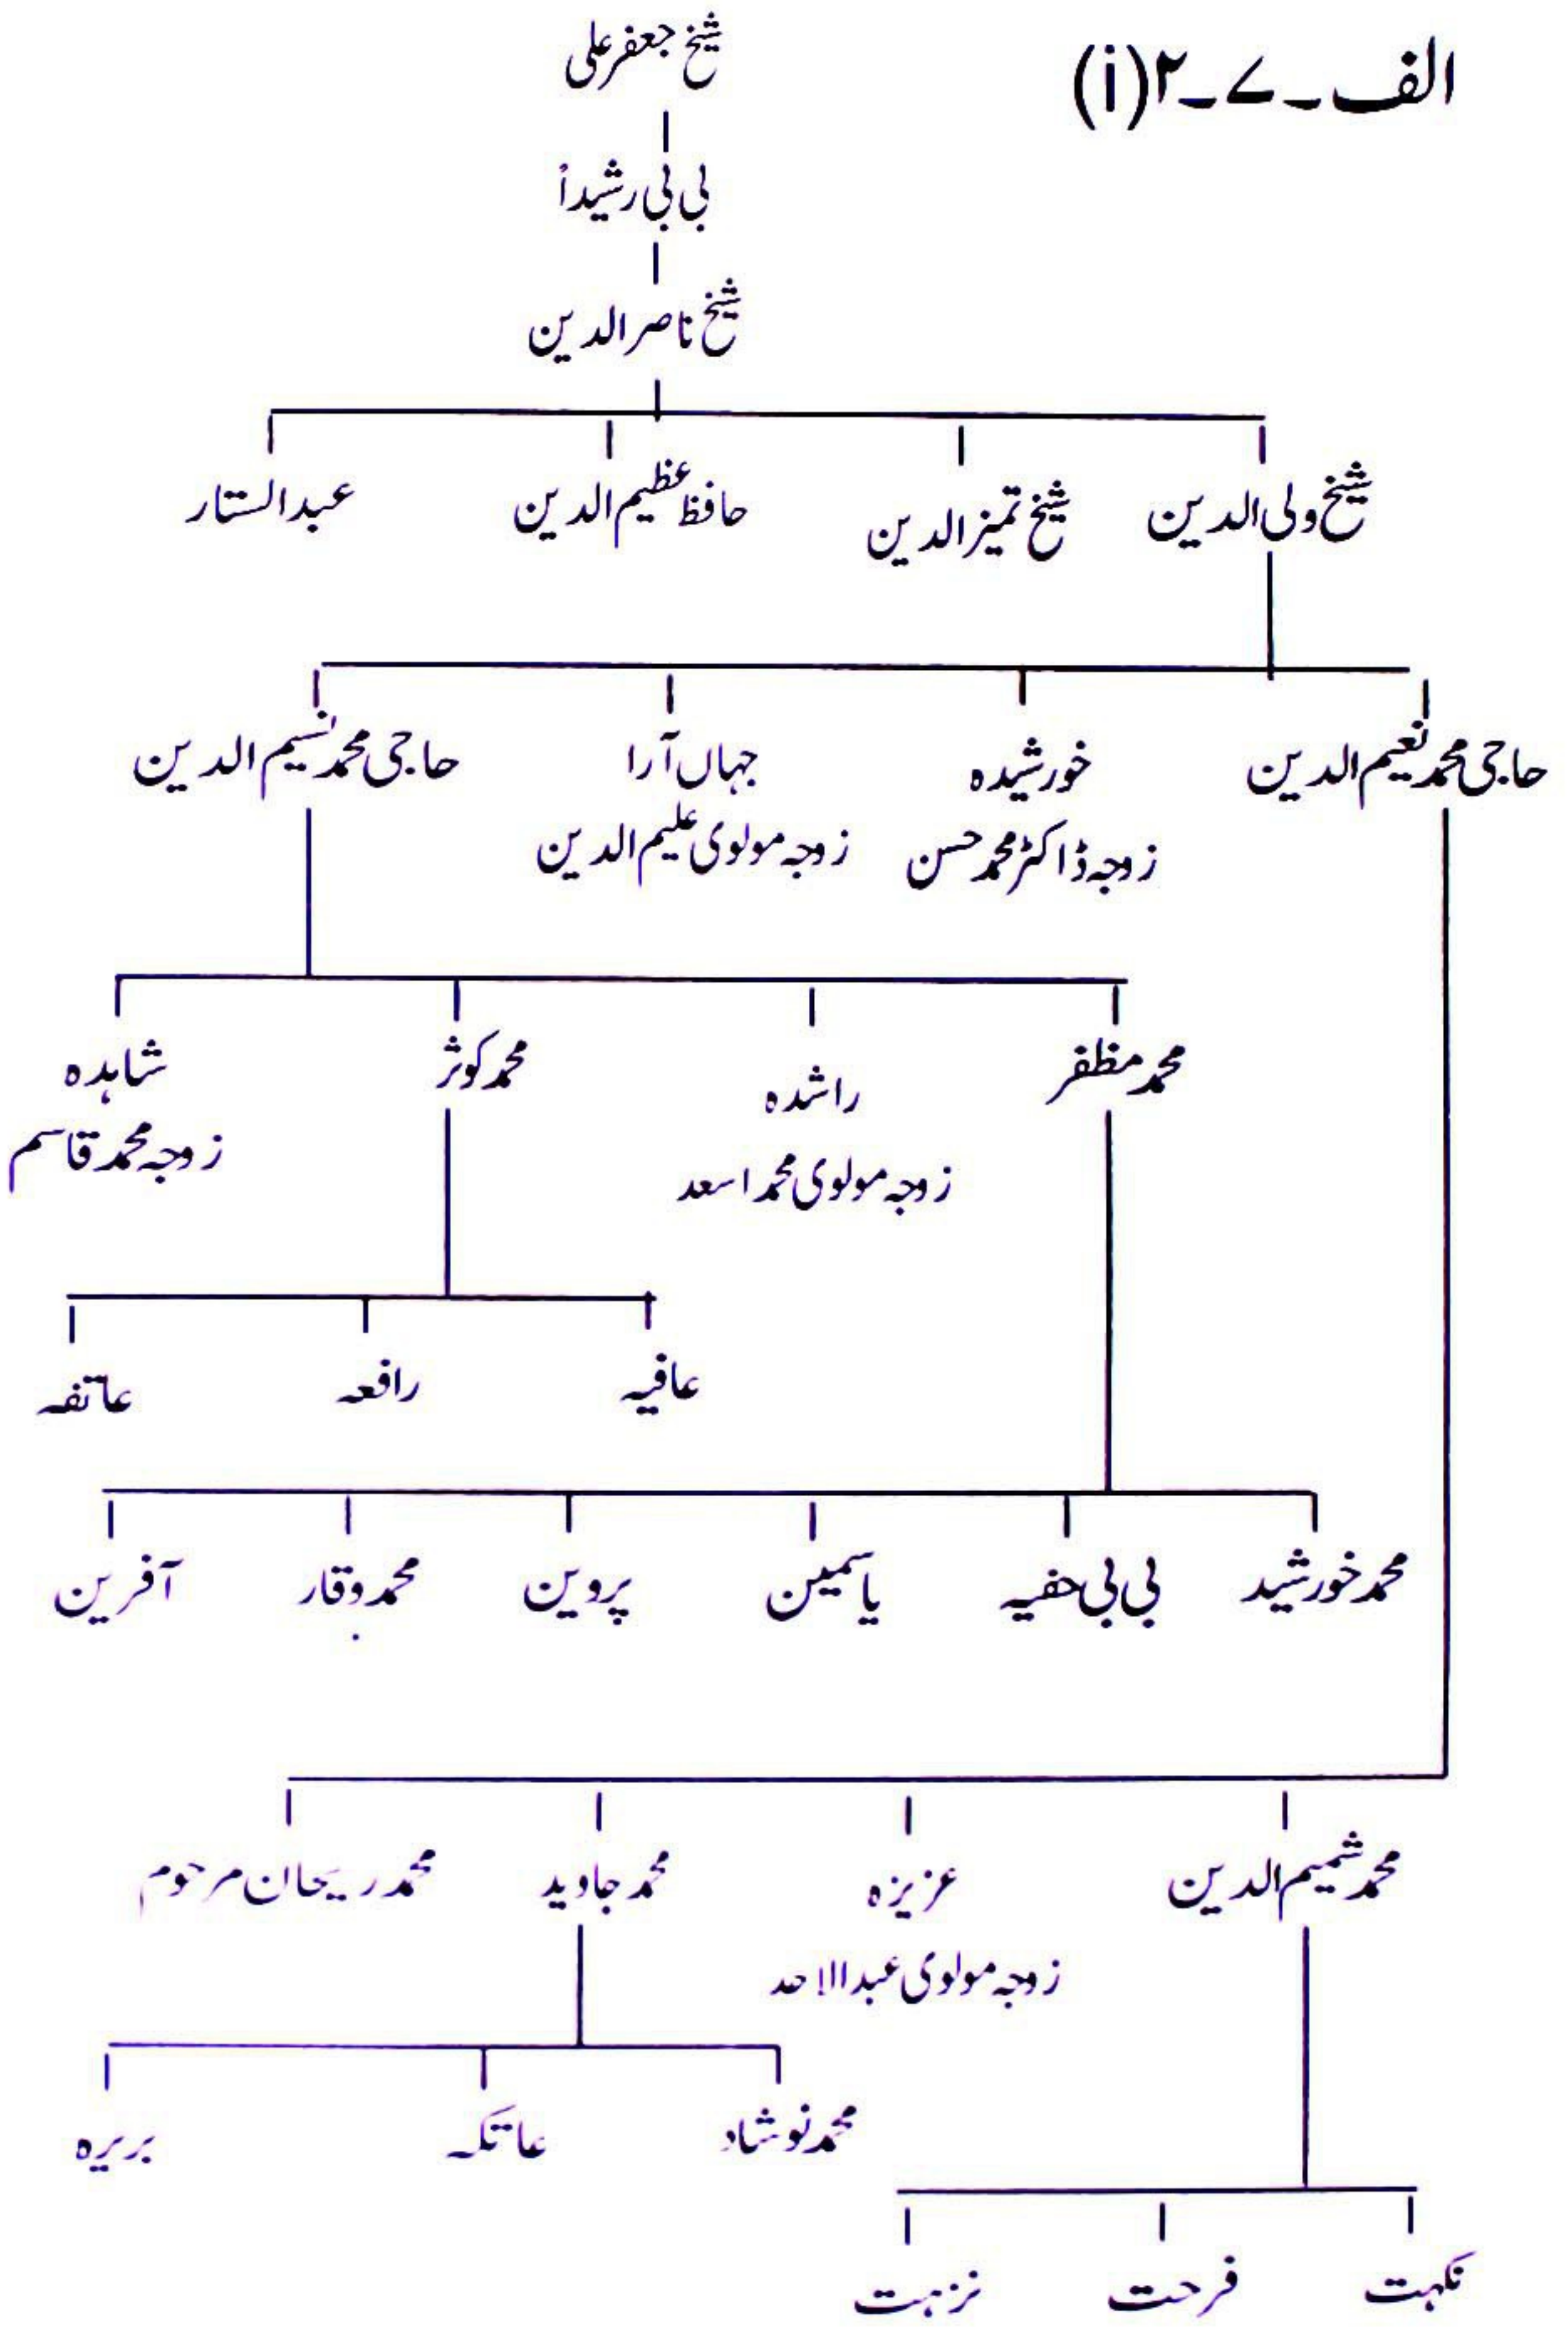 الف۔۷۔۲(i)
شیخ جعفر علی
بی بی رشیداً
شیخ ناصر الدین
شیخ ولی الدین
شیخ تمیز الدین
حافظ عظیم الدین
عبدالستار
حاجی محمد نعیم الدین
خورشیدہ
زوجہ ڈاکٹر محمد حسن
جہاں آرا
زوجہ مولوی علیم الدین
حاجی محمد نسیم الدین
محمد مظفر
راشدہ
زوجہ مولوی محمد اسعد
محمد کوثر
شاہدہ
زوجہ محمد قاسم
عافیہ
رافعہ
عاتفہ
محمد خورشید
بی بی حفیہ
یاسمین
پروین
محمد وقار
آفرین
محمد شمیم الدین
عزیزہ
زوجہ مولوی عبدالاحد
محمد جاوید
محمد ریحان مرحوم
محمد نوشاد
عاتکہ
بریرہ
نکہت
فرحت
نزہت